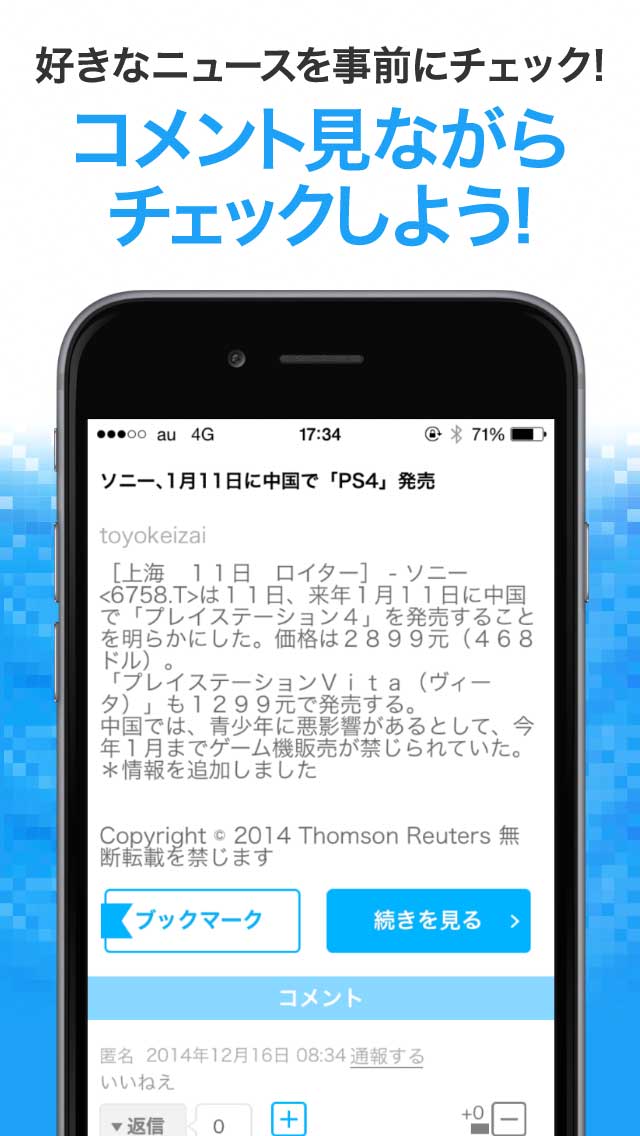 好きなニュースを事前にチェック!
コメント見ながら
チェックしよう!
au 4G 17:34 71%
ソニー、1月11日に中国で「PS4」発売
toyokeizai
［上海　１１日　ロイター］ - ソニー
<6758.T>は１１日、来年１月１１日に中国
で「プレイステーション４」を発売すること
を明らかにした。価格は２８９９元（４６８
ドル）。
「プレイステーションＶｉｔａ（ヴィー
タ）」も１２９９元で発売する。
中国では、青少年に悪影響があるとして、今
年１月までゲーム機販売が禁じられていた。
＊情報を追加しました
Copyright © 2014 Thomson Reuters 無
断転載を禁じます
ブックマーク 続きを見る >
コメント
匿名 2014年12月16日 08:34 通報する
いいねえ
▼返信 0 + +0 −